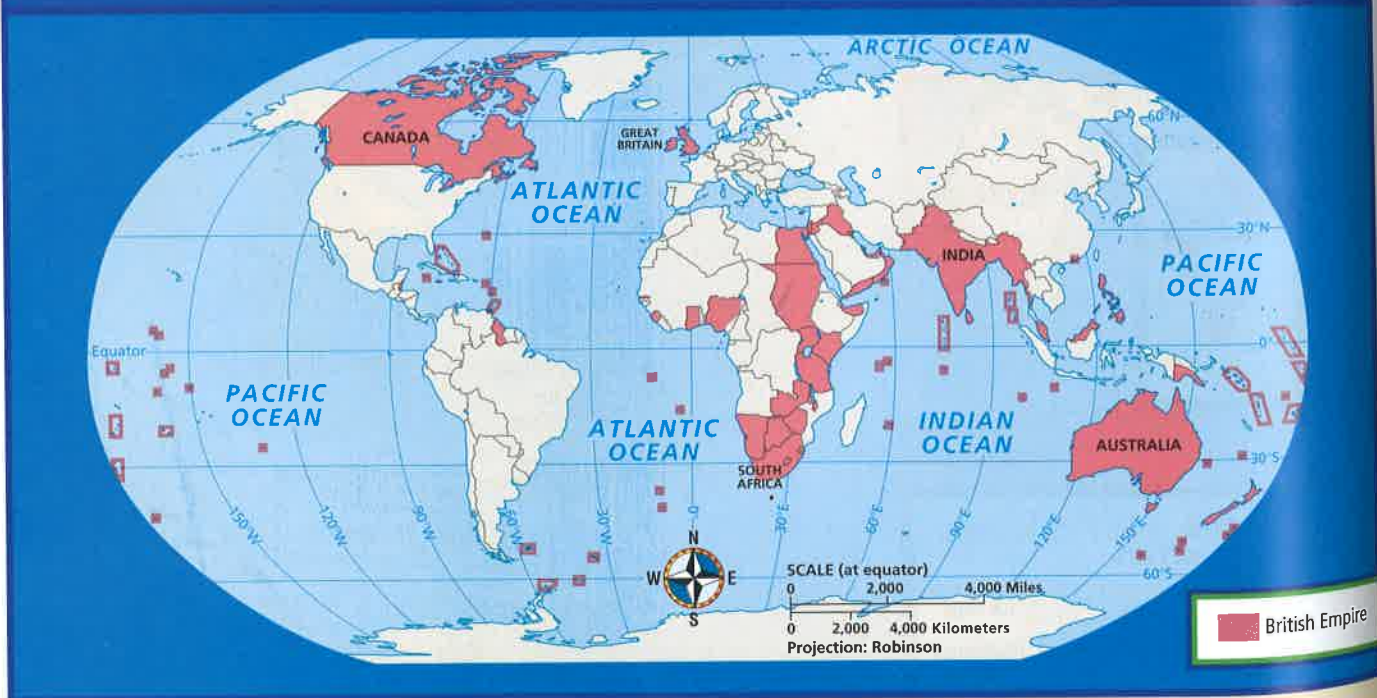 ARCTIC OCEAN
60°N
CANADA
GREAT
BRITAIN
ATLANTIC
OCEAN
30°N
INDIA
PACIFIC
OCEAN
Equator
0°
PACIFIC
OCEAN
ATLANTIC
OCEAN
INDIAN
OCEAN
AUSTRALIA
30°S
SOUTH
AFRICA
150°W
120°W
90°W
60°W
30°W
0°
30°E
60°E
90°E
120°E
150°E
60°S
N
W
E
S
SCALE (at equator)
0 2,000 4,000 Miles
0 2,000 4,000 Kilometers
Projection: Robinson
British Empire